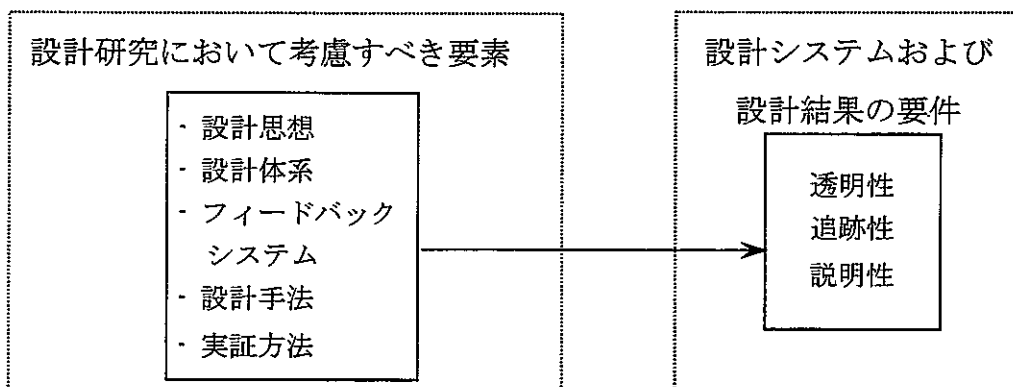 設計研究において考慮すべき要素
・設計思想
・設計体系
・フィードバック
システム
・設計手法
・実証方法
設計システムおよび
設計結果の要件
透明性
追跡性
説明性